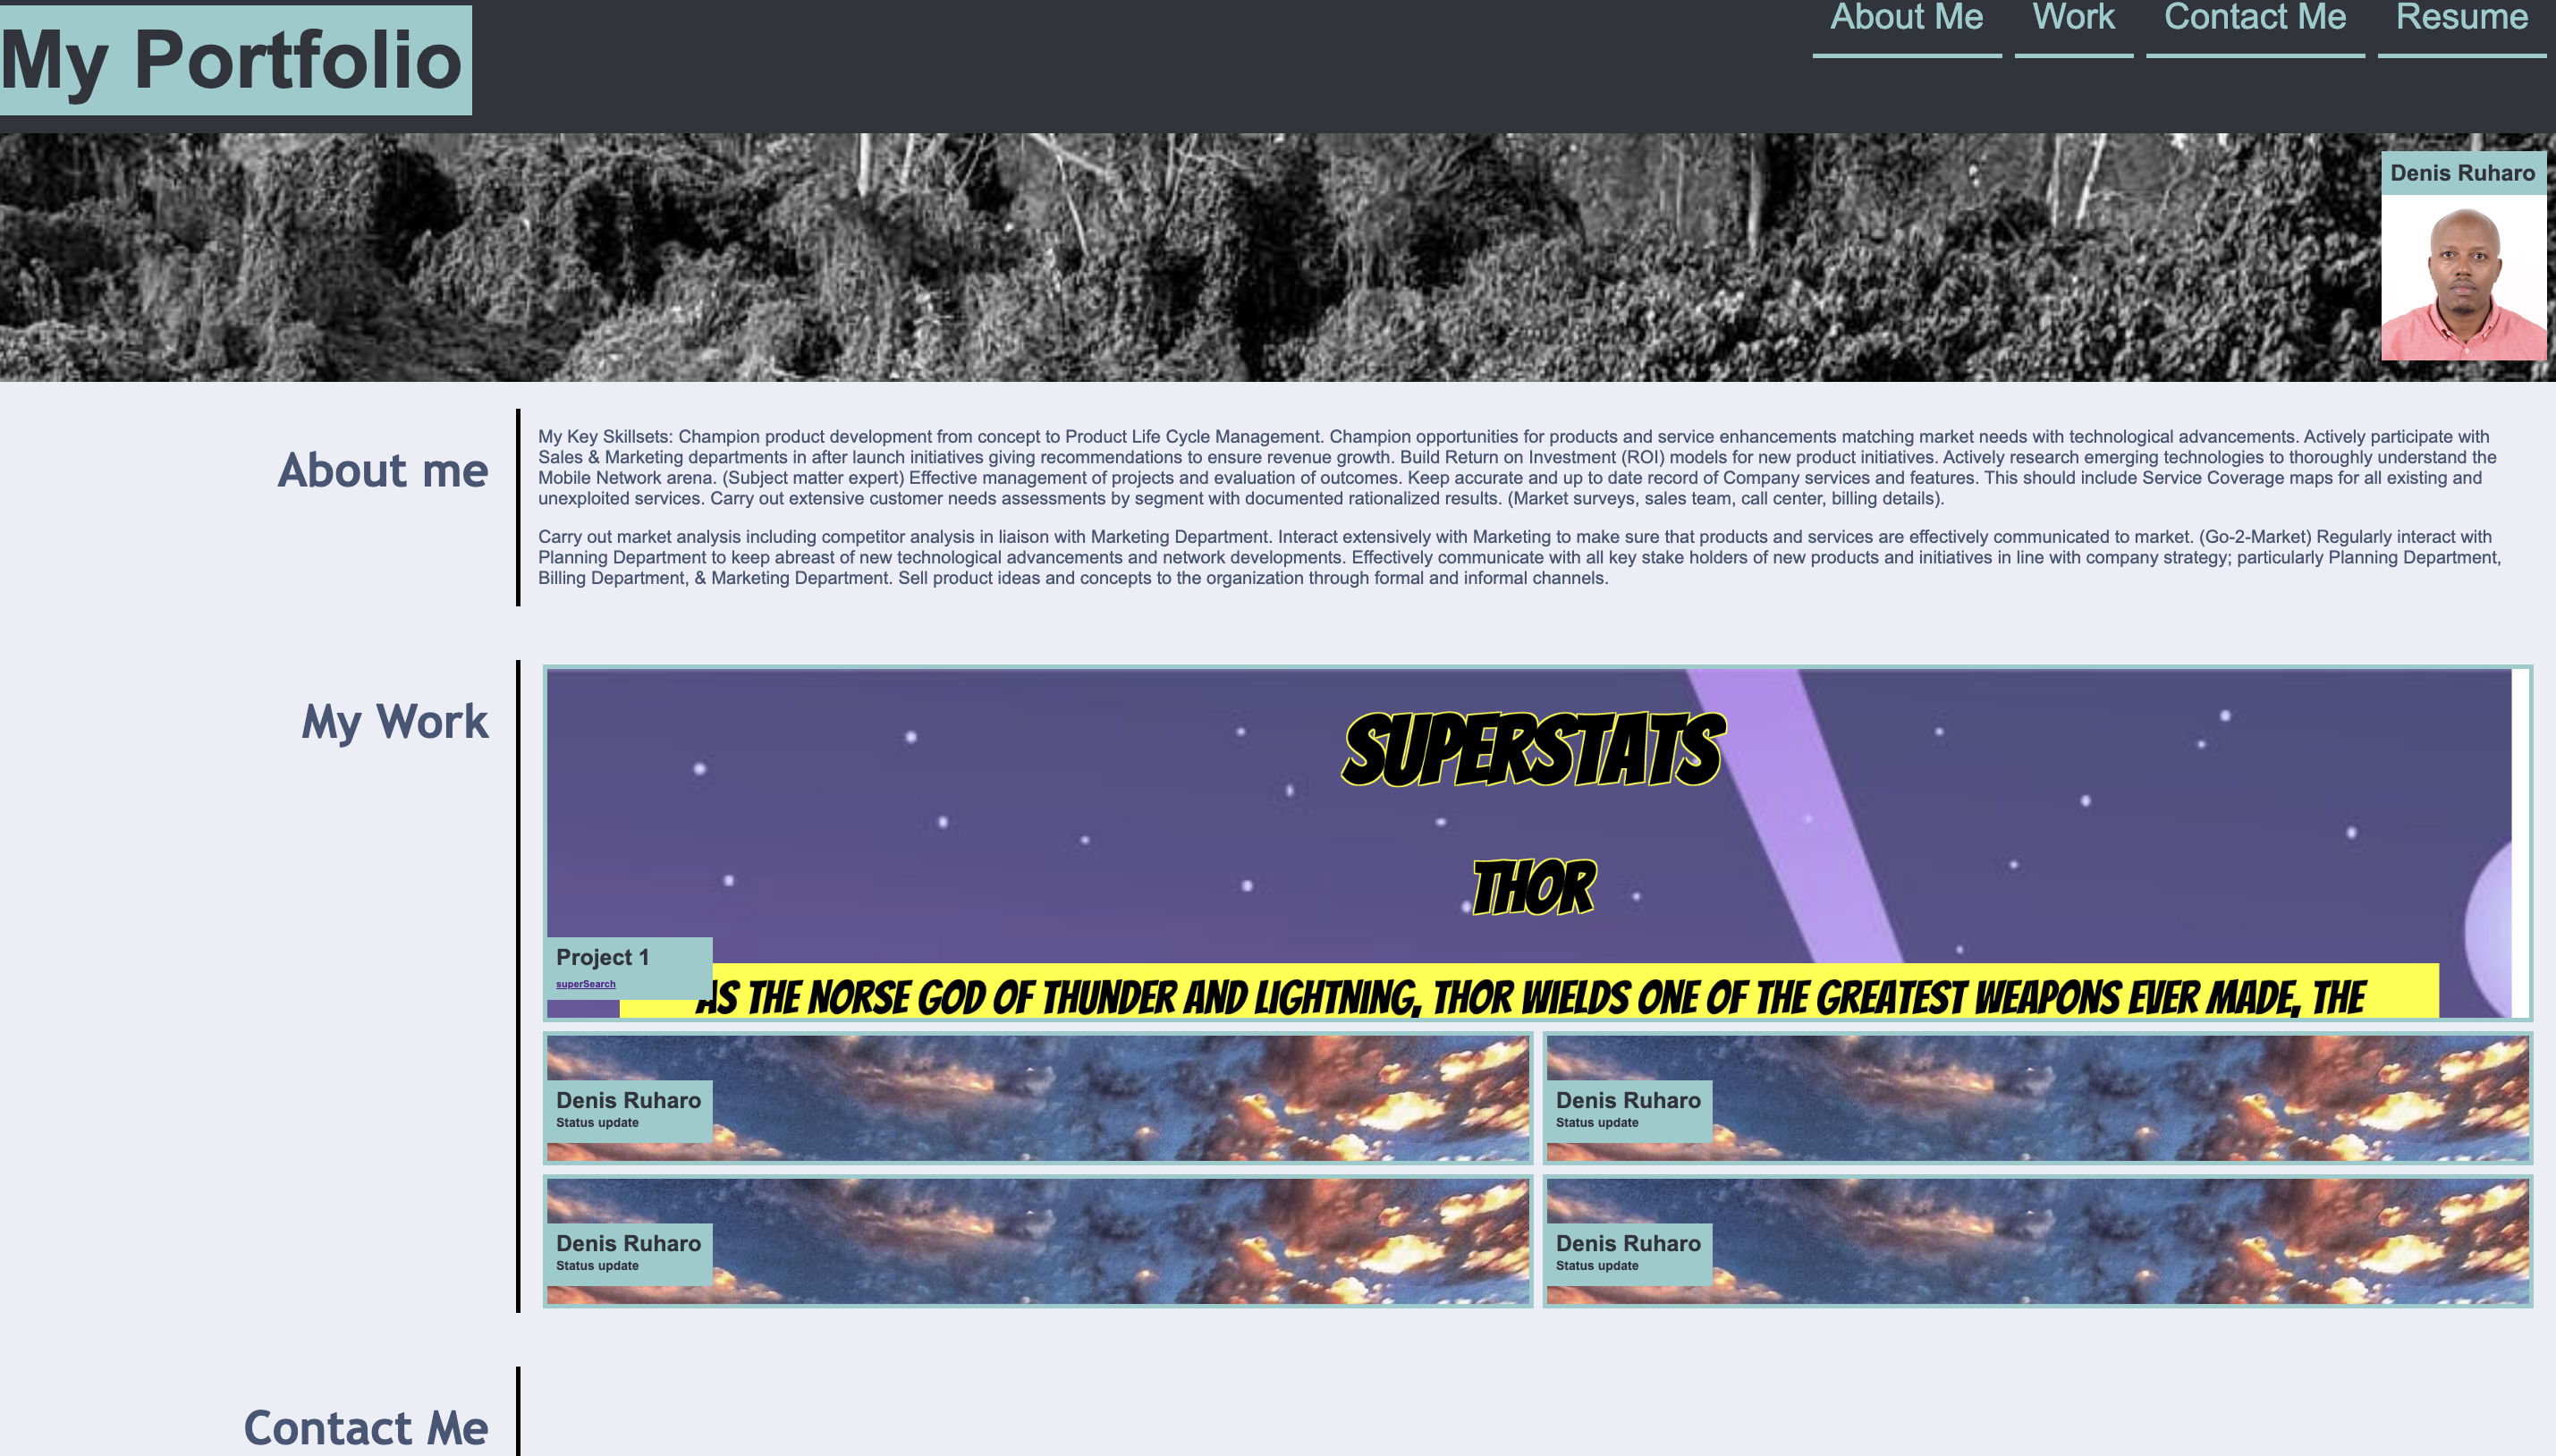 My Portfolio
About Me Work Contact Me Resume
Denis Ruharo
About me
My Key Skillsets: Champion product development from concept to Product Life Cycle Management. Champion opportunities for products and service enhancements matching market needs with technological advancements. Actively participate with
Sales & Marketing departments in after launch initiatives giving recommendations to ensure revenue growth. Build Return on Investment (ROI) models for new product initiatives. Actively research emerging technologies to thoroughly understand the
Mobile Network arena. (Subject matter expert) Effective management of projects and evaluation of outcomes. Keep accurate and up to date record of Company services and features. This should include Service Coverage maps for all existing and
unexploited services. Carry out extensive customer needs assessments by segment with documented rationalized results. (Market surveys, sales team, call center, billing details).
Carry out market analysis including competitor analysis in liaison with Marketing Department. Interact extensively with Marketing to make sure that products and services are effectively communicated to market. (Go-2-Market) Regularly interact with
Planning Department to keep abreast of new technological advancements and network developments. Effectively communicate with all key stake holders of new products and initiatives in line with company strategy; particularly Planning Department,
Billing Department, & Marketing Department. Sell product ideas and concepts to the organization through formal and informal channels.
My Work
SUPERSTATS
THOR
Project 1
superSearch
AS THE NORSE GOD OF THUNDER AND LIGHTNING, THOR WIELDS ONE OF THE GREATEST WEAPONS EVER MADE, THE
Denis Ruharo
Status update
Denis Ruharo
Status update
Denis Ruharo
Status update
Denis Ruharo
Status update
Contact Me